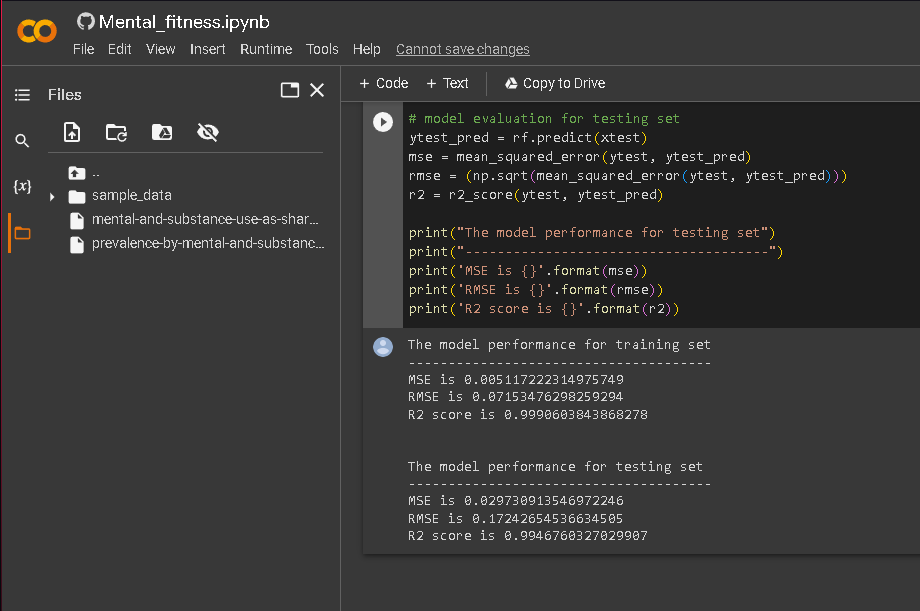 Mental_fitness.ipynb
File Edit View Insert Runtime Tools Help Cannot save changes
Files
+ Code + Text Copy to Drive
{x}
..
sample_data
mental-and-substance-use-as-shar...
prevalence-by-mental-and-substanc...
# model evaluation for testing set
ytest_pred = rf.predict(xtest)
mse = mean_squared_error(ytest, ytest_pred)
rmse = (np.sqrt(mean_squared_error(ytest, ytest_pred)))
r2 = r2_score(ytest, ytest_pred)
print("The model performance for testing set")
print("--------------------------------------")
print('MSE is {}'.format(mse))
print('RMSE is {}'.format(rmse))
print('R2 score is {}'.format(r2))
The model performance for training set
--------------------------------------
MSE is 0.005117222314975749
RMSE is 0.07153476298259294
R2 score is 0.9990603843868278
The model performance for testing set
--------------------------------------
MSE is 0.029730913546972246
RMSE is 0.17242654536634505
R2 score is 0.9946760327029907